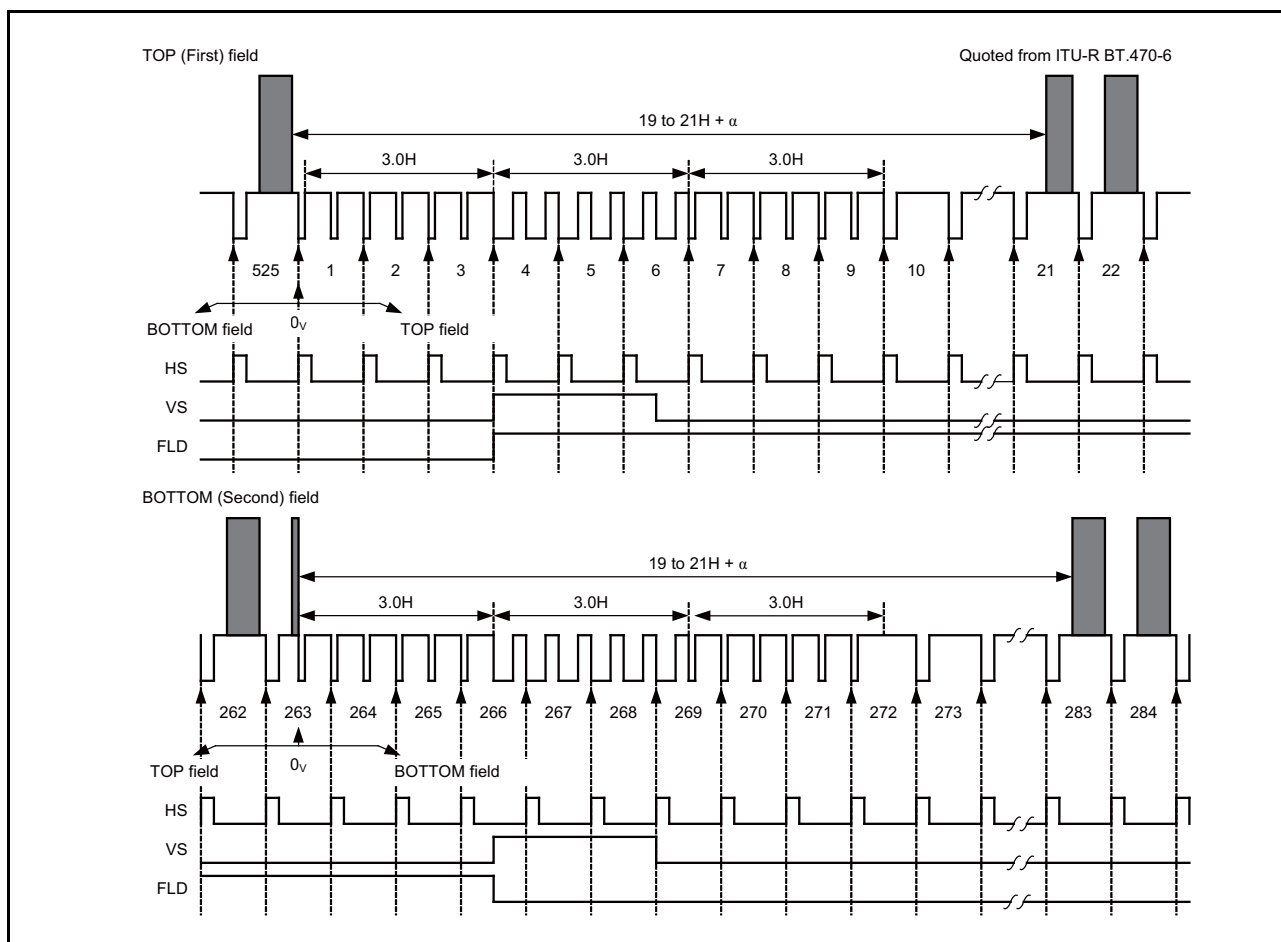 TOP (First) field
Quoted from ITU-R BT.470-6
19 to 21H + α
3.0H 3.0H 3.0H
525 1 2 3 4 5 6 7 8 9 10 21 22
0V
BOTTOM field TOP field
HS
VS
FLD
BOTTOM (Second) field
19 to 21H + α
3.0H 3.0H 3.0H
262 263 264 265 266 267 268 269 270 271 272 273 283 284
0V
TOP field BOTTOM field
HS
VS
FLD